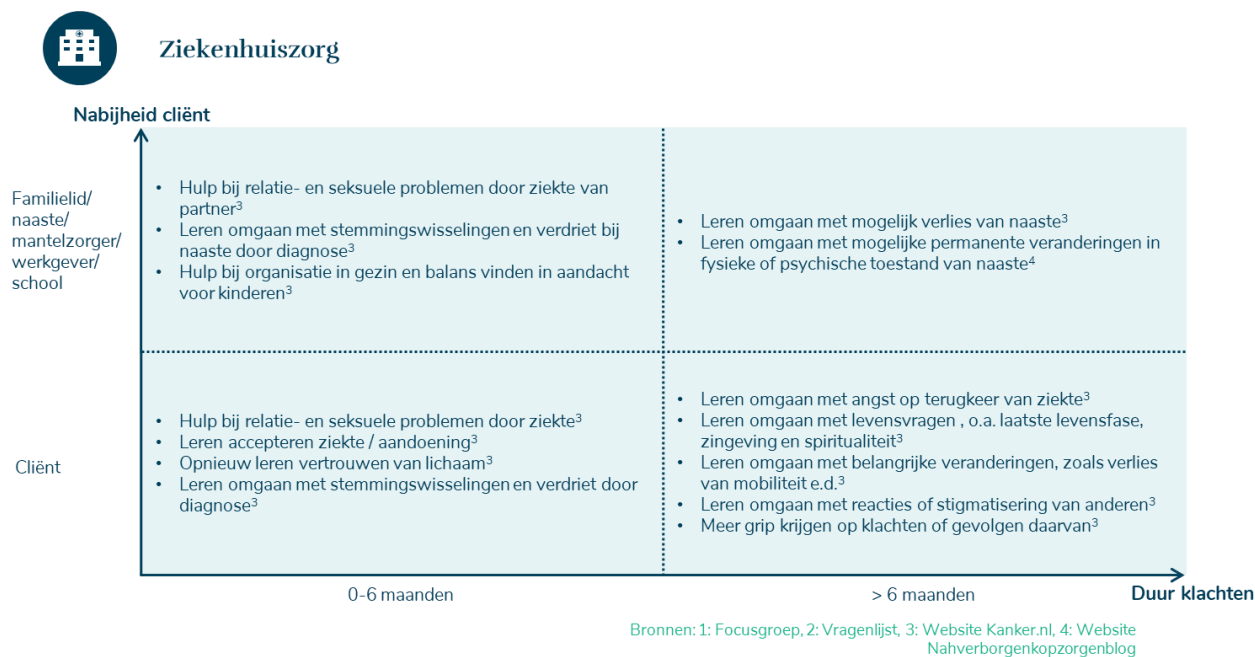 Ziekenhuiszorg
Nabijheid cliënt
Familielid/
naaste/
mantelzorger/
werkgever/
school
• Hulp bij relatie- en seksuele problemen door ziekte van
partner³
• Leren omgaan met stemmingswisselingen en verdriet bij
naaste door diagnose³
• Hulp bij organisatie in gezin en balans vinden in aandacht
voor kinderen³
• Leren omgaan met mogelijk verlies van naaste³
• Leren omgaan met mogelijke permanente veranderingen in
fysieke of psychische toestand van naaste⁴
Cliënt
• Hulp bij relatie- en seksuele problemen door ziekte³
• Leren accepteren ziekte / aandoening³
• Opnieuw leren vertrouwen van lichaam³
• Leren omgaan met stemmingswisselingen en verdriet door
diagnose³
• Leren omgaan met angst op terugkeer van ziekte³
• Leren omgaan met levensvragen , o.a. laatste levensfase,
zingeving en spiritualiteit³
• Leren omgaan met belangrijke veranderingen, zoals verlies
van mobiliteit e.d.³
• Leren omgaan met reacties of stigmatisering van anderen³
• Meer grip krijgen op klachten of gevolgen daarvan³
0-6 maanden
> 6 maanden
Duur klachten
Bronnen: 1: Focusgroep, 2: Vragenlijst, 3: Website Kanker.nl, 4: Website
Nahverborgenkopzorgenblog